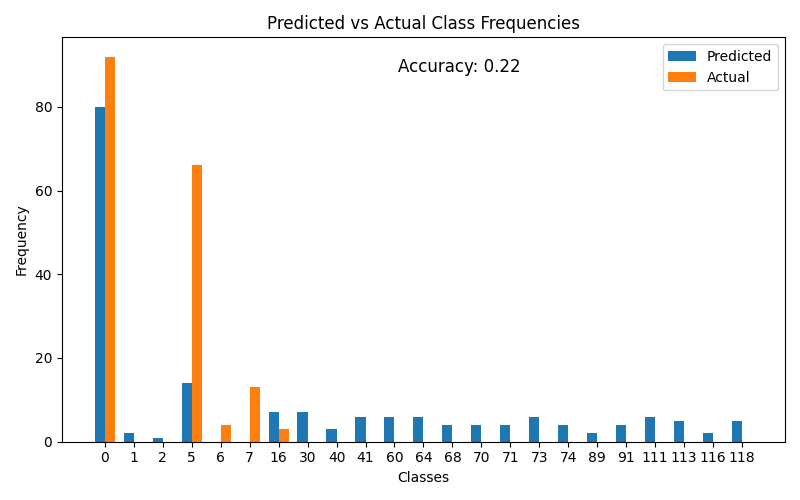 Predicted vs Actual Class Frequencies
Accuracy: 0.22
Predicted
Actual
Frequency
80
60
40
20
0
0 1 2 5 6 7 16 30 40 41 60 64 68 70 71 73 74 89 91 111 113 116 118
Classes